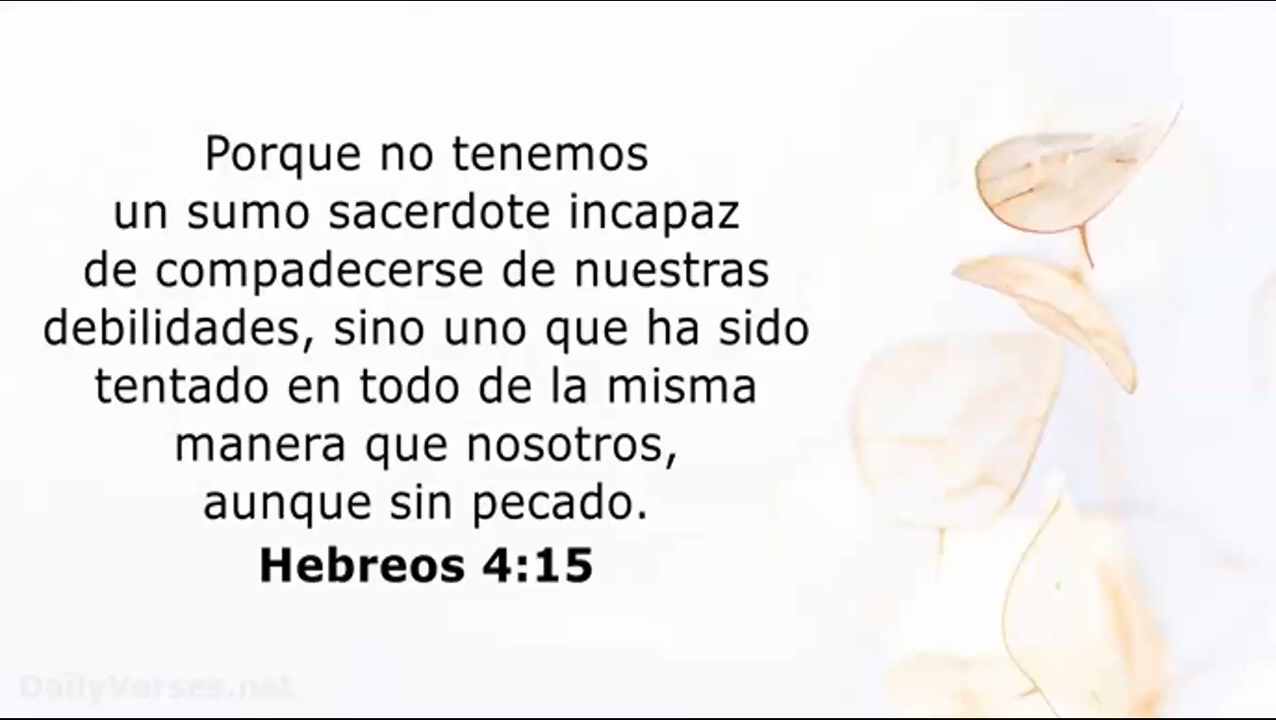 Porque no tenemos
un sumo sacerdote incapaz
de compadecerse de nuestras
debilidades, sino uno que ha sido
tentado en todo de la misma
manera que nosotros,
aunque sin pecado.
Hebreos 4:15
DailyVerses.net